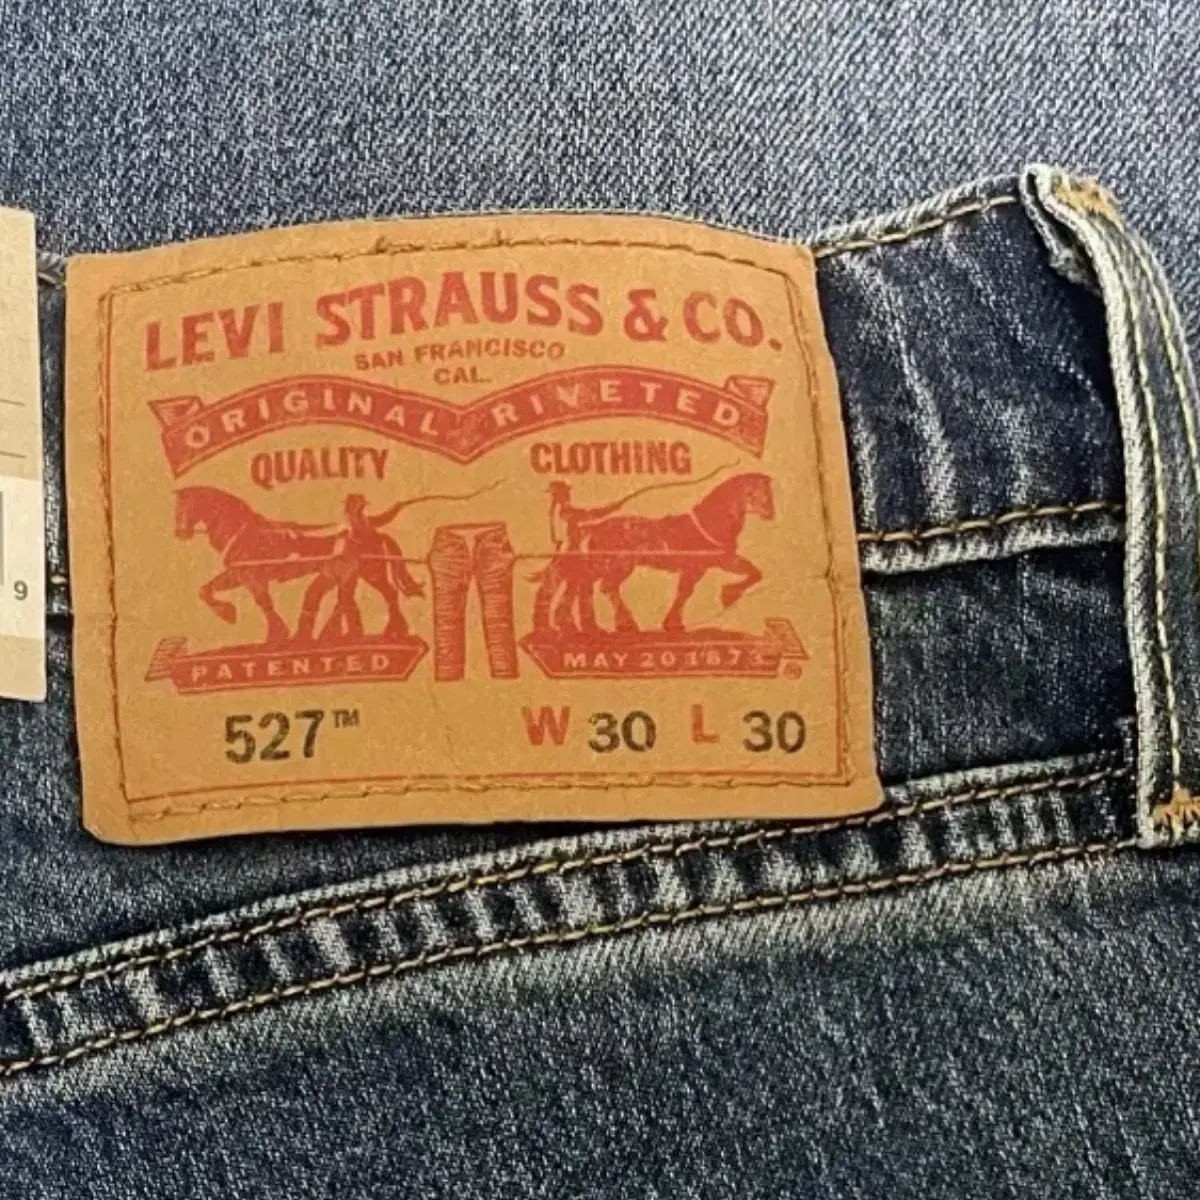 LEVI STRAUSS & CO.
SAN FRANCISCO
CAL.
ORIGINAL RIVETED
QUALITY CLOTHING
PATENTED MAY 20 1873 ®
527™ W 30 L 30
9